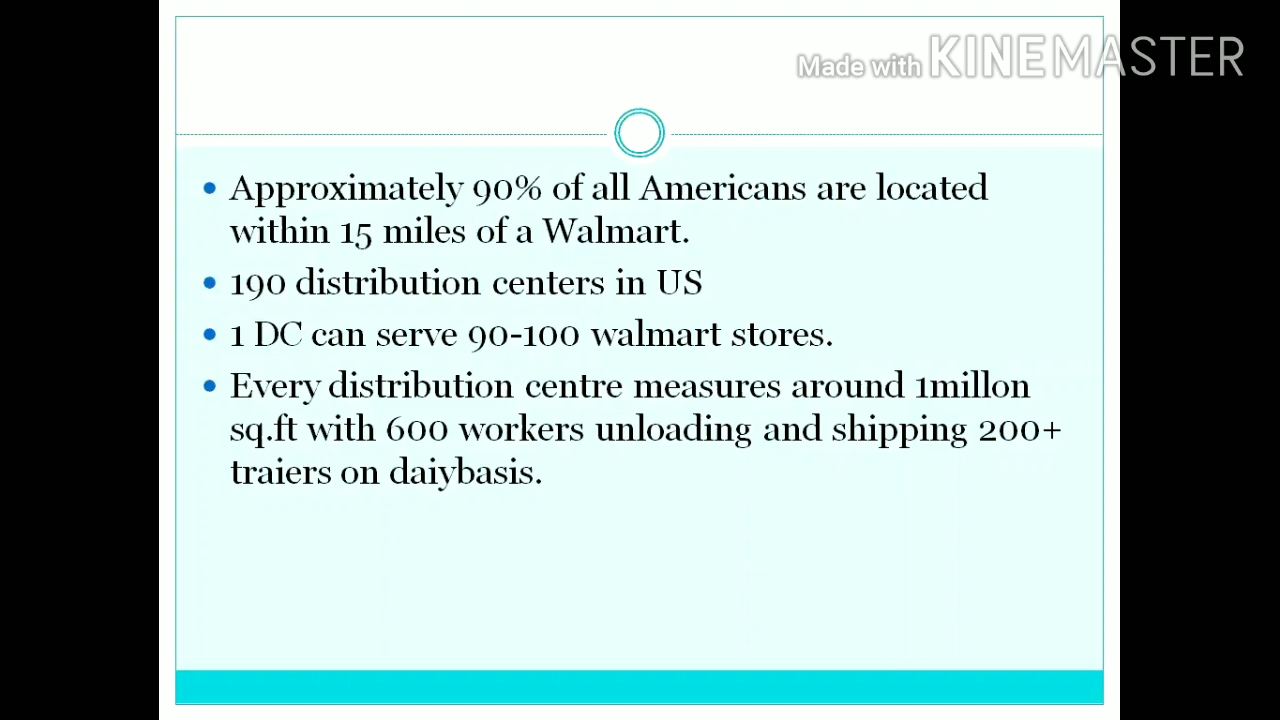 Made with KINEMASTER
• Approximately 90% of all Americans are located
within 15 miles of a Walmart.
• 190 distribution centers in US
• 1 DC can serve 90-100 walmart stores.
• Every distribution centre measures around 1millon
sq.ft with 600 workers unloading and shipping 200+
traiers on daiybasis.